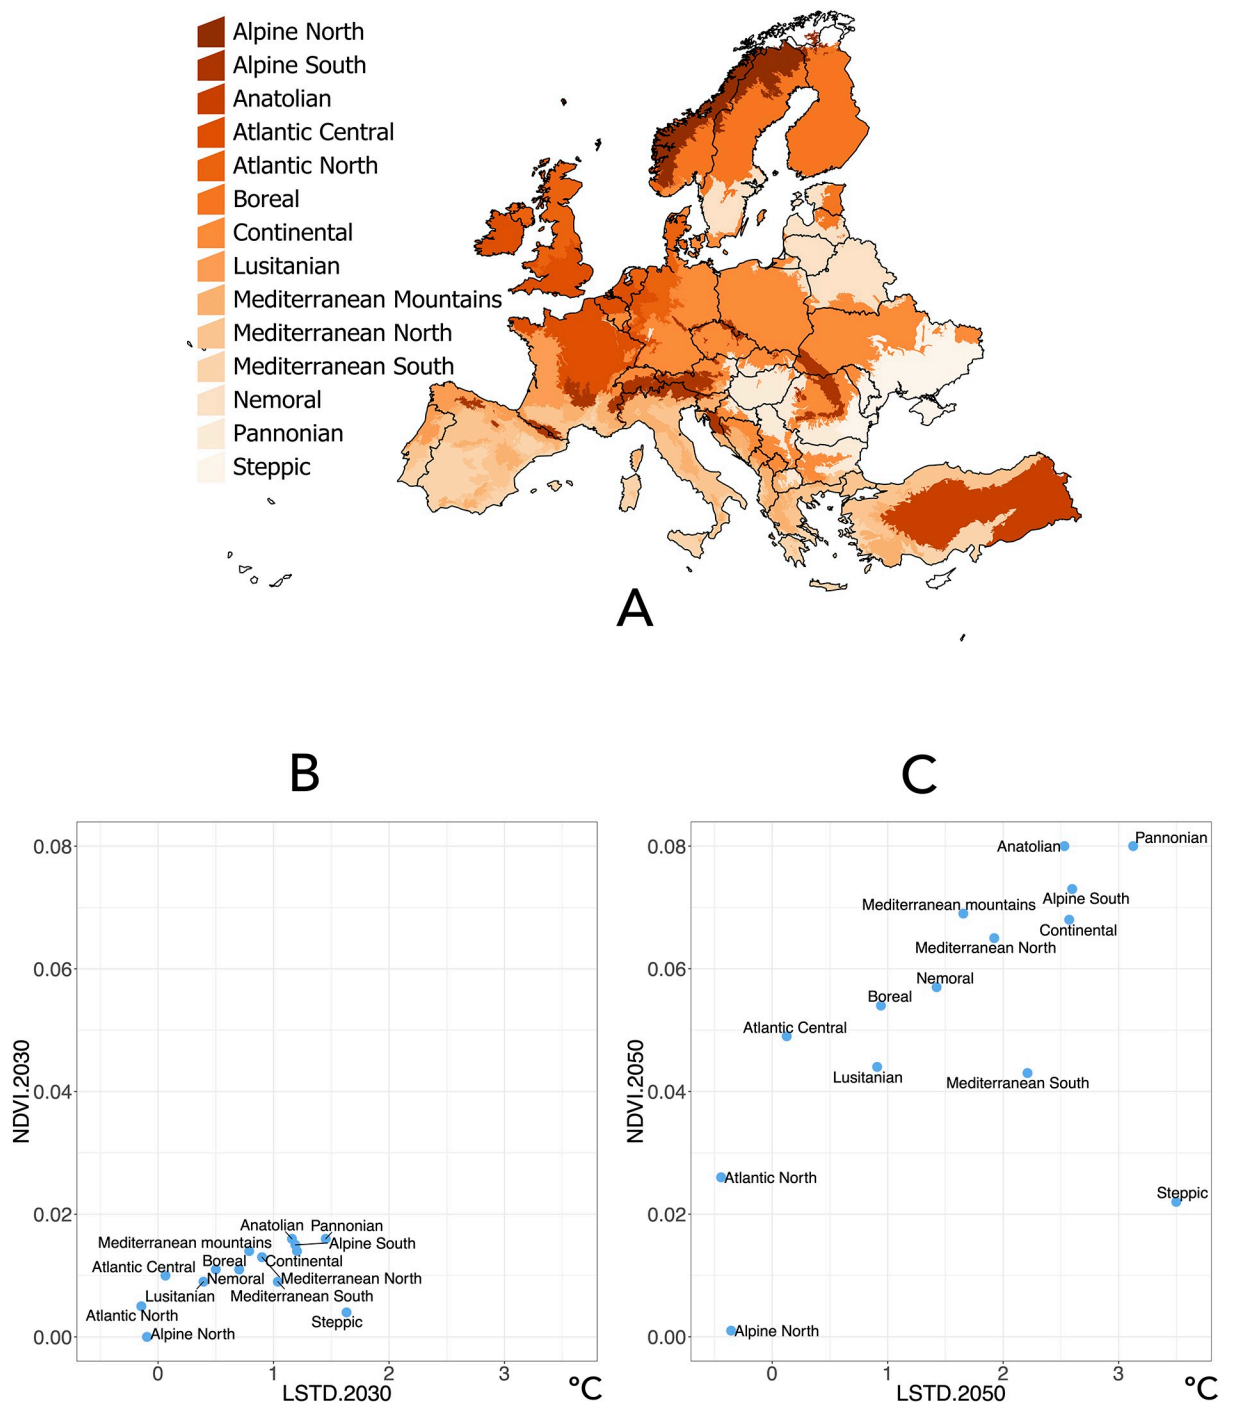 Alpine North
Alpine South
Anatolian
Atlantic Central
Atlantic North
Boreal
Continental
Lusitanian
Mediterranean Mountains
Mediterranean North
Mediterranean South
Nemoral
Pannonian
Steppic
A
B
0.08
0.06
0.04
0.02
0.00
NDVI.2030
Anatolian
Pannonian
Mediterranean mountains
Alpine South
Atlantic Central
Boreal
Continental
Nemoral
Mediterranean North
Lusitanian
Mediterranean South
Atlantic North
Steppic
Alpine North
0
1
2
3
LSTD.2030
°C
C
0.08
0.06
0.04
0.02
0.00
NDVI.2050
Pannonian
Anatolian
Alpine South
Mediterranean mountains
Continental
Mediterranean North
Nemoral
Boreal
Atlantic Central
Lusitanian
Mediterranean South
Atlantic North
Steppic
Alpine North
0
1
2
3
LSTD.2050
°C